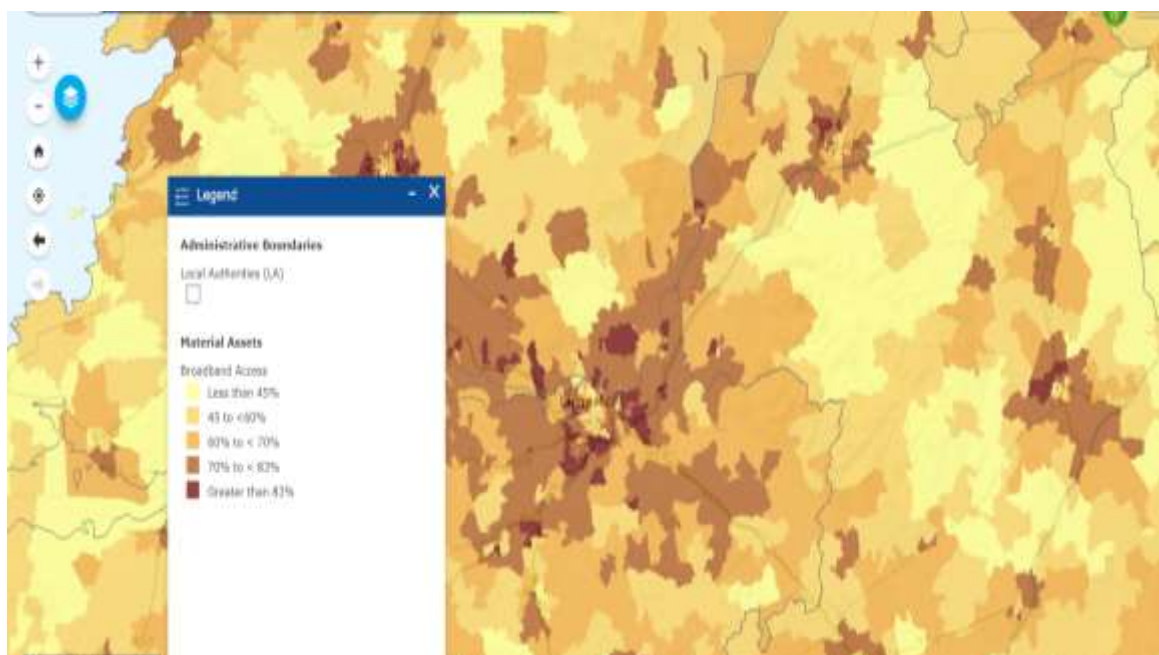 Legend
Administrative Boundaries
Local Authorities (LA)
Material Assets
Broadband Access
Less than 45%
45 to <60%
60% to < 70%
70% to < 83%
Greater than 83%